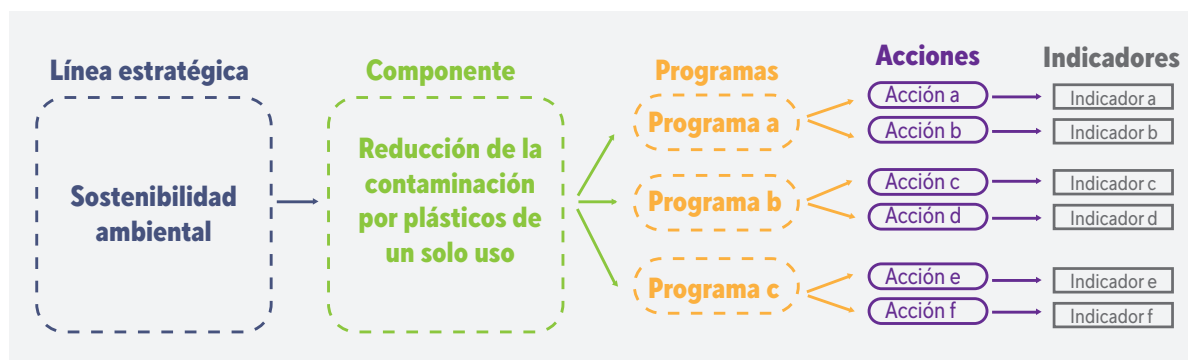 Línea estratégica
Sostenibilidad
ambiental
Componente
Reducción de la
contaminación
por plásticos de
un solo uso
Programas
Programa a
Programa b
Programa c
Acciones
Acción a
Acción b
Acción c
Acción d
Acción e
Acción f
Indicadores
Indicador a
Indicador b
Indicador c
Indicador d
Indicador e
Indicador f